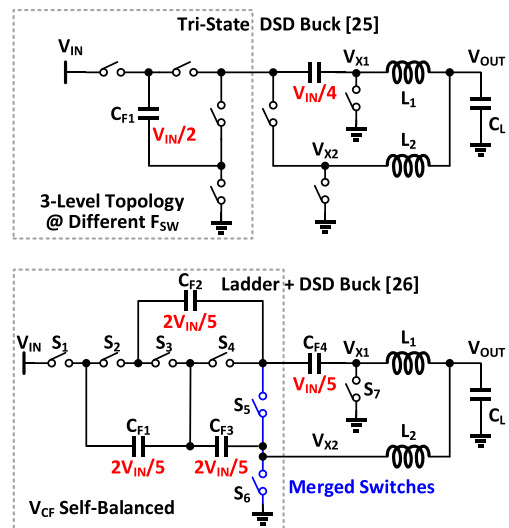 Tri-State DSD Buck [25]
V_IN
V_X1
V_OUT
C_F1
V_IN/2
V_IN/4
L_1
C_L
L_2
V_X2
3-Level Topology
@ Different F_SW
Ladder + DSD Buck [26]
C_F2
2V_IN/5
V_IN
S_1
S_2
S_3
S_4
C_F4
V_X1
L_1
V_OUT
V_IN/5
S_7
C_L
S_5
C_F1
C_F3
V_X2
L_2
2V_IN/5
2V_IN/5
S_6
Merged Switches
V_CF Self-Balanced